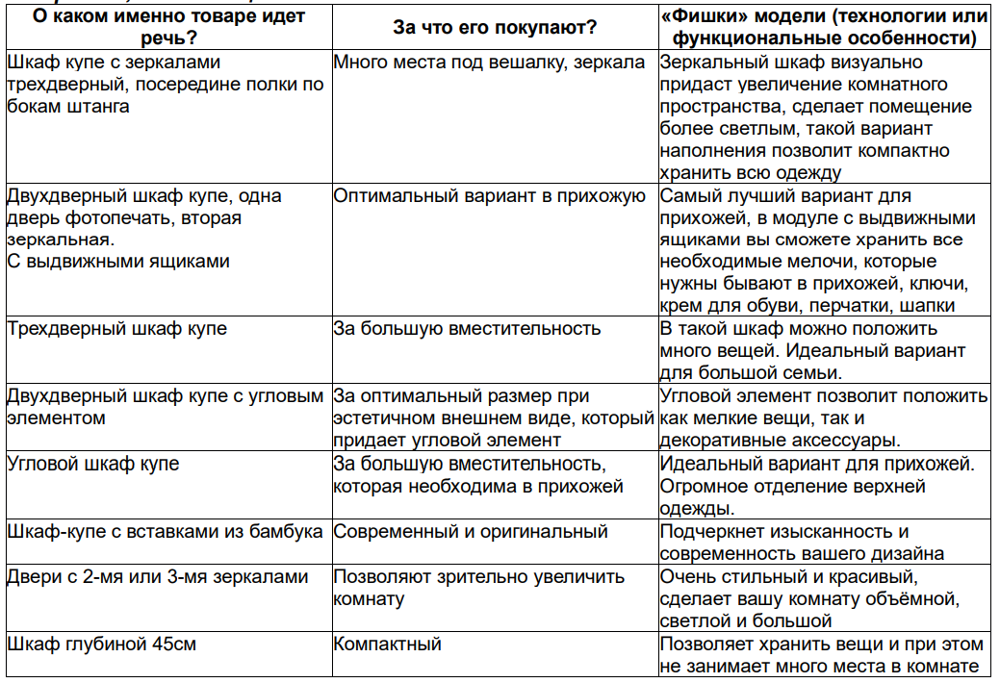 О каком именно товаре идет
речь?
За что его покупают?
«Фишки» модели (технологии или
функциональные особенности)
Шкаф купе с зеркалами
трехдверный, посередине полки по
бокам штанга
Много места под вешалку, зеркала
Зеркальный шкаф визуально
придаст увеличение комнатного
пространства, сделает помещение
более светлым, такой вариант
наполнения позволит компактно
хранить всю одежду
Двухдверный шкаф купе, одна
дверь фотопечать, вторая
зеркальная.
С выдвижными ящиками
Оптимальный вариант в прихожую
Самый лучший вариант для
прихожей, в модуле с выдвижными
ящиками вы сможете хранить все
необходимые мелочи, которые
нужны бывают в прихожей, ключи,
крем для обуви, перчатки, шапки
Трехдверный шкаф купе
За большую вместительность
В такой шкаф можно положить
много вещей. Идеальный вариант
для большой семьи.
Двухдверный шкаф купе с угловым
элементом
За оптимальный размер при
эстетичном внешнем виде, который
придает угловой элемент
Угловой элемент позволит положить
как мелкие вещи, так и
декоративные аксессуары.
Угловой шкаф купе
За большую вместительность,
которая необходима в прихожей
Идеальный вариант для прихожей.
Огромное отделение верхней
одежды.
Шкаф-купе с вставками из бамбука
Современный и оригинальный
Подчеркнет изысканность и
современность вашего дизайна
Двери с 2-мя или 3-мя зеркалами
Позволяют зрительно увеличить
комнату
Очень стильный и красивый,
сделает вашу комнату объёмной,
светлой и большой
Шкаф глубиной 45см
Компактный
Позволяет хранить вещи и при этом
не занимает много места в комнате